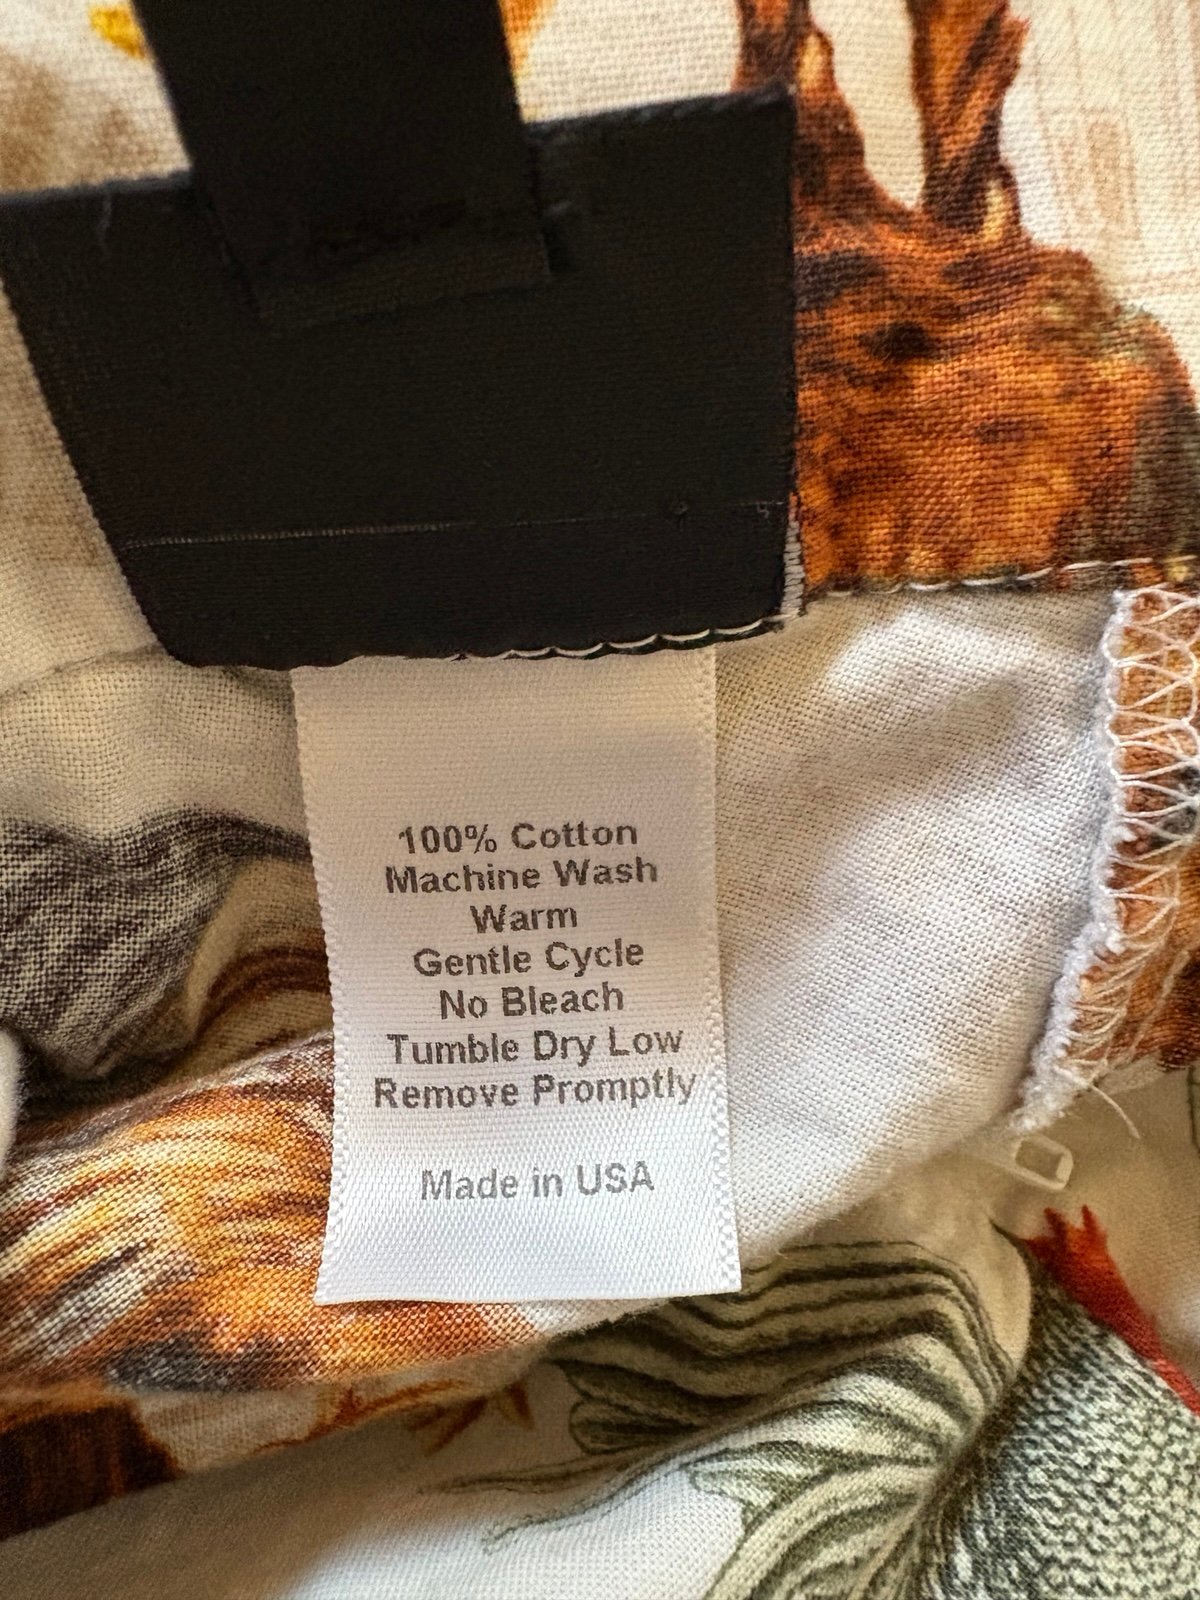 100% Cotton
Machine Wash
Warm
Gentle Cycle
No Bleach
Tumble Dry Low
Remove Promptly
Made in USA